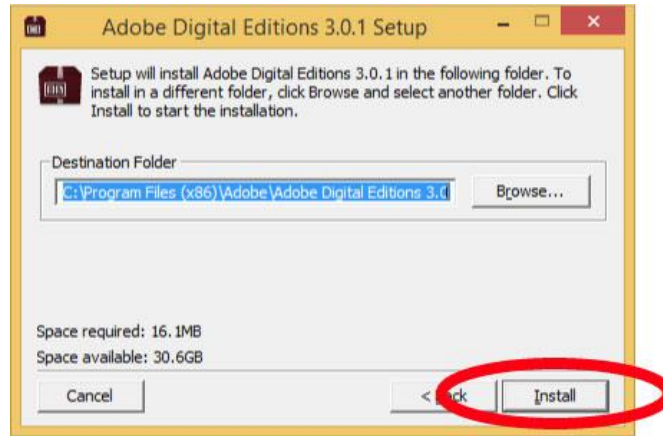 Adobe Digital Editions 3.0.1 Setup
Setup will install Adobe Digital Editions 3.0.1 in the following folder. To
install in a different folder, click Browse and select another folder. Click
Install to start the installation.
Destination Folder
C:\Program Files (x86)\Adobe\Adobe Digital Editions 3.0
Browse...
Space required: 16.1MB
Space available: 30.6GB
Cancel
<
Install